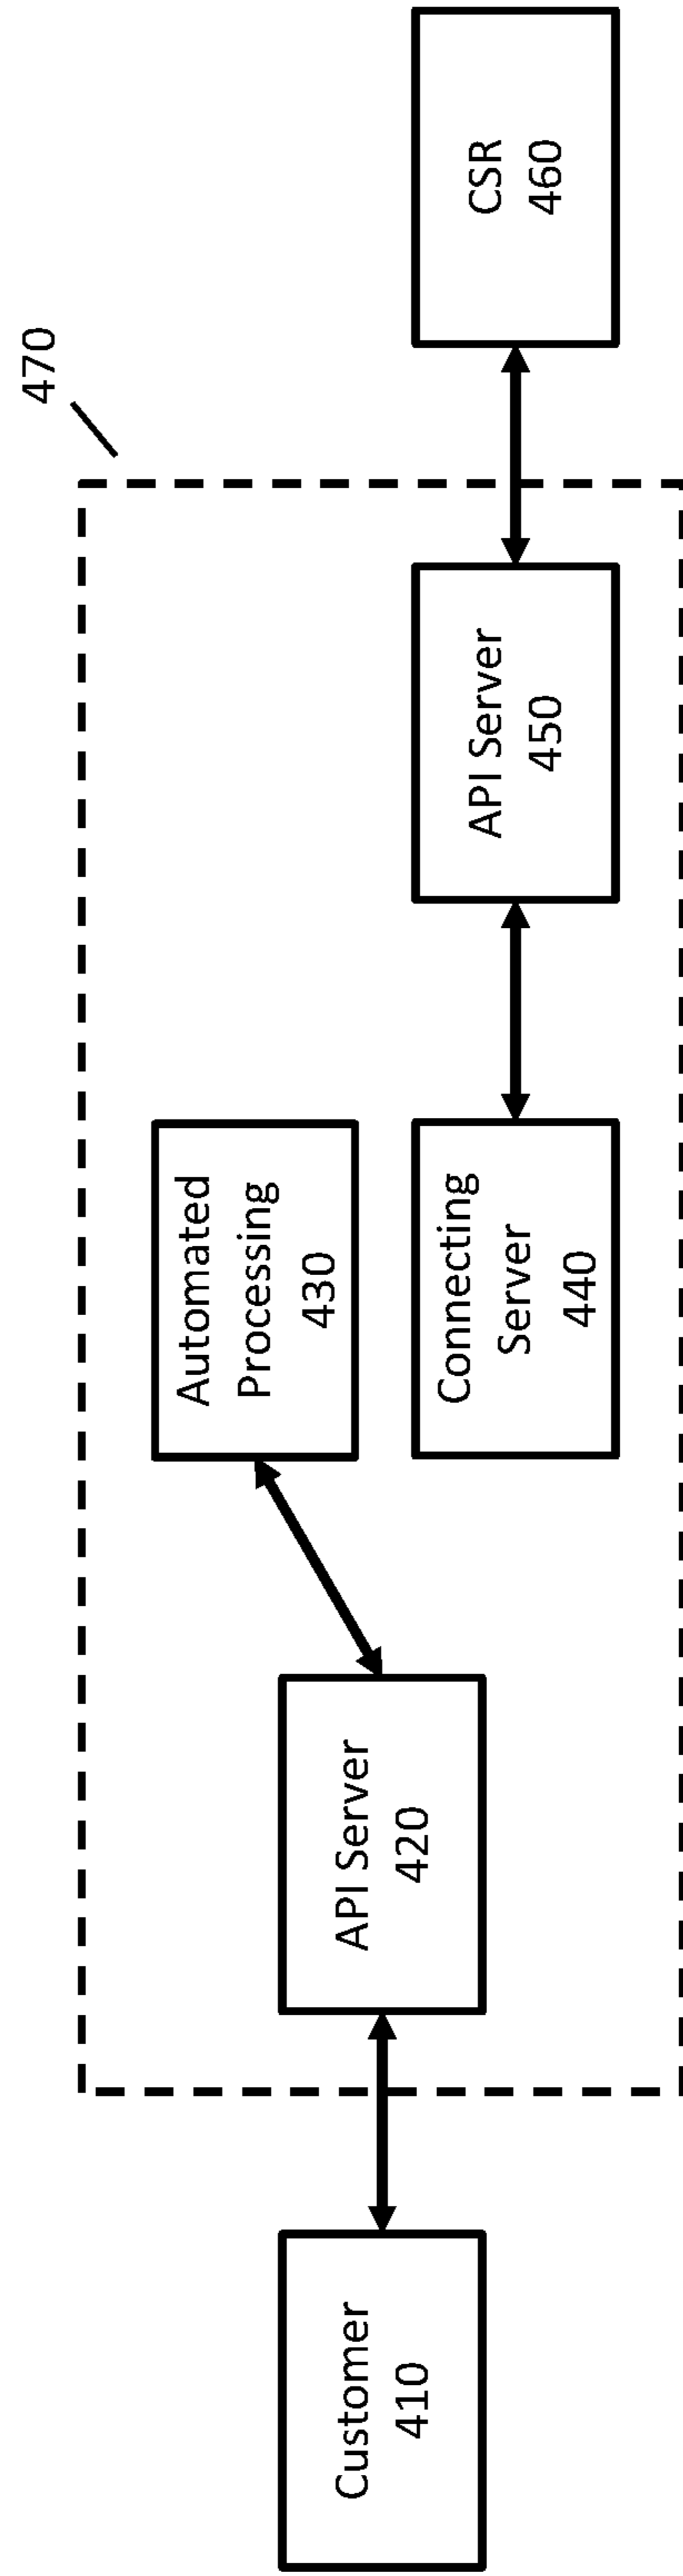 470
Customer
410
API Server
420
Automated
Processing
430
Connecting
Server
440
API Server
450
CSR
460